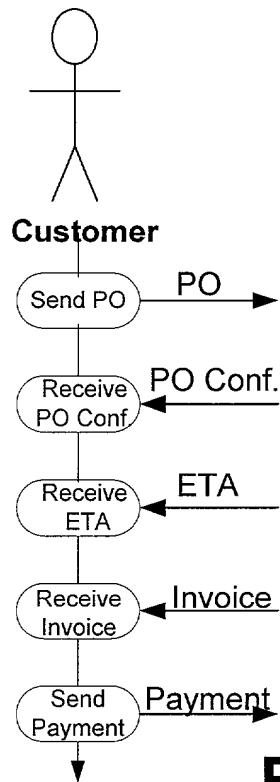 Customer
Send PO
PO
Receive
PO Conf.
PO Conf.
Receive
ETA
ETA
Receive
Invoice
Invoice
Send
Payment
Payment